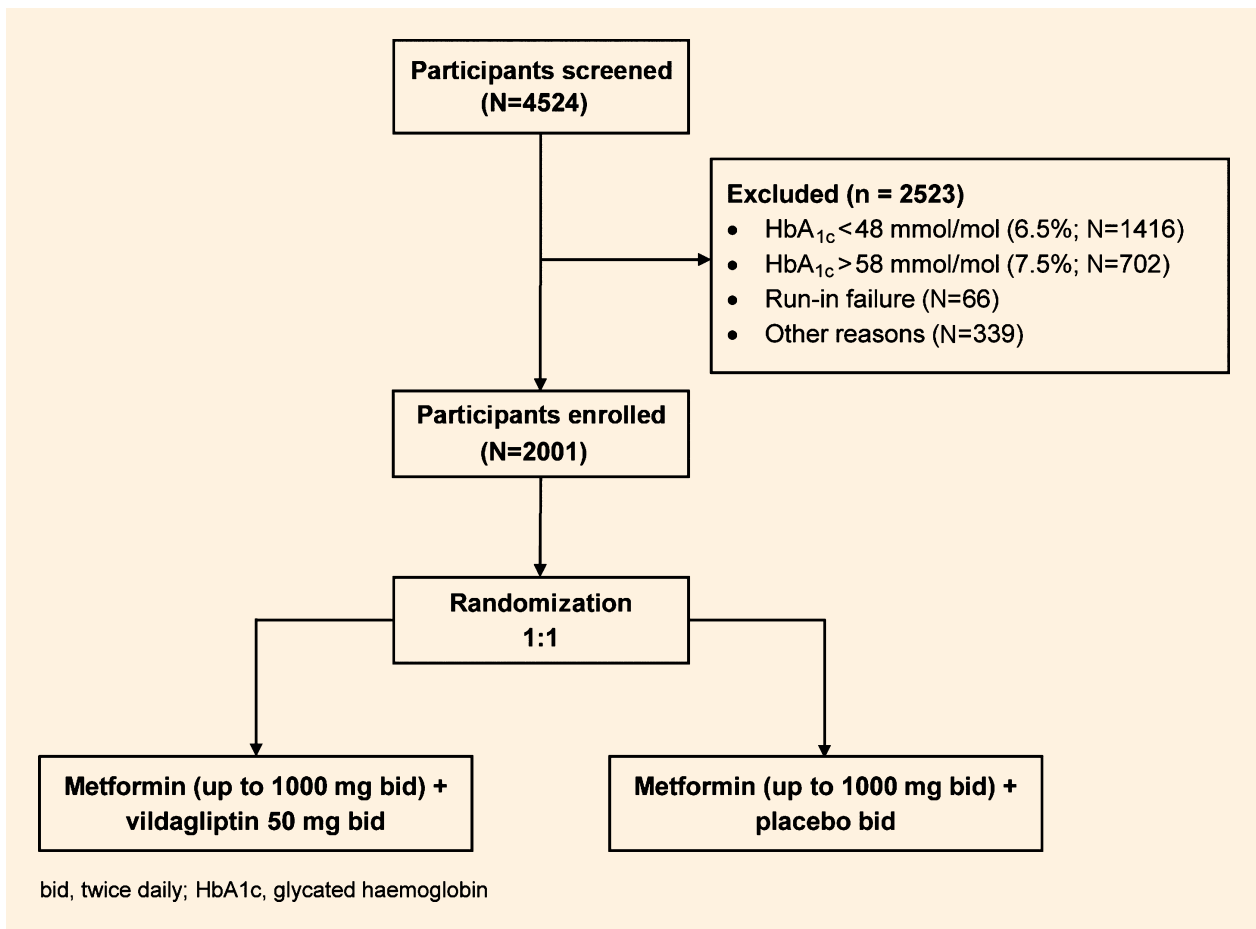 Participants screened
(N=4524)
Excluded (n = 2523)
• HbA1c <48 mmol/mol (6.5%; N=1416)
• HbA1c >58 mmol/mol (7.5%; N=702)
• Run-in failure (N=66)
• Other reasons (N=339)
Participants enrolled
(N=2001)
Randomization
1:1
Metformin (up to 1000 mg bid) +
vildagliptin 50 mg bid
Metformin (up to 1000 mg bid) +
placebo bid
bid, twice daily; HbA1c, glycated haemoglobin